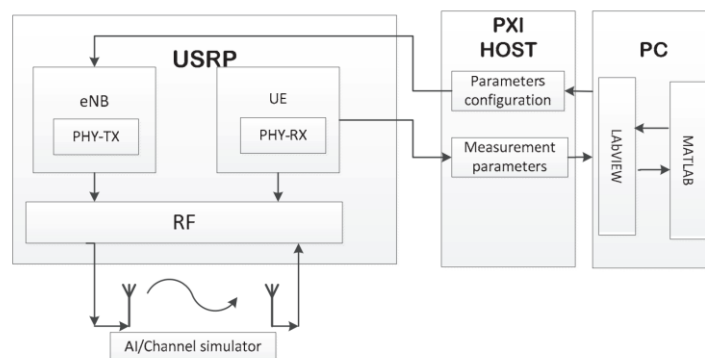 USRP
eNB
PHY-TX
UE
PHY-RX
RF
AI/Channel simulator
PXI
HOST
Parameters
configuration
Measurement
parameters
PC
LAbVIEW
MATLAB